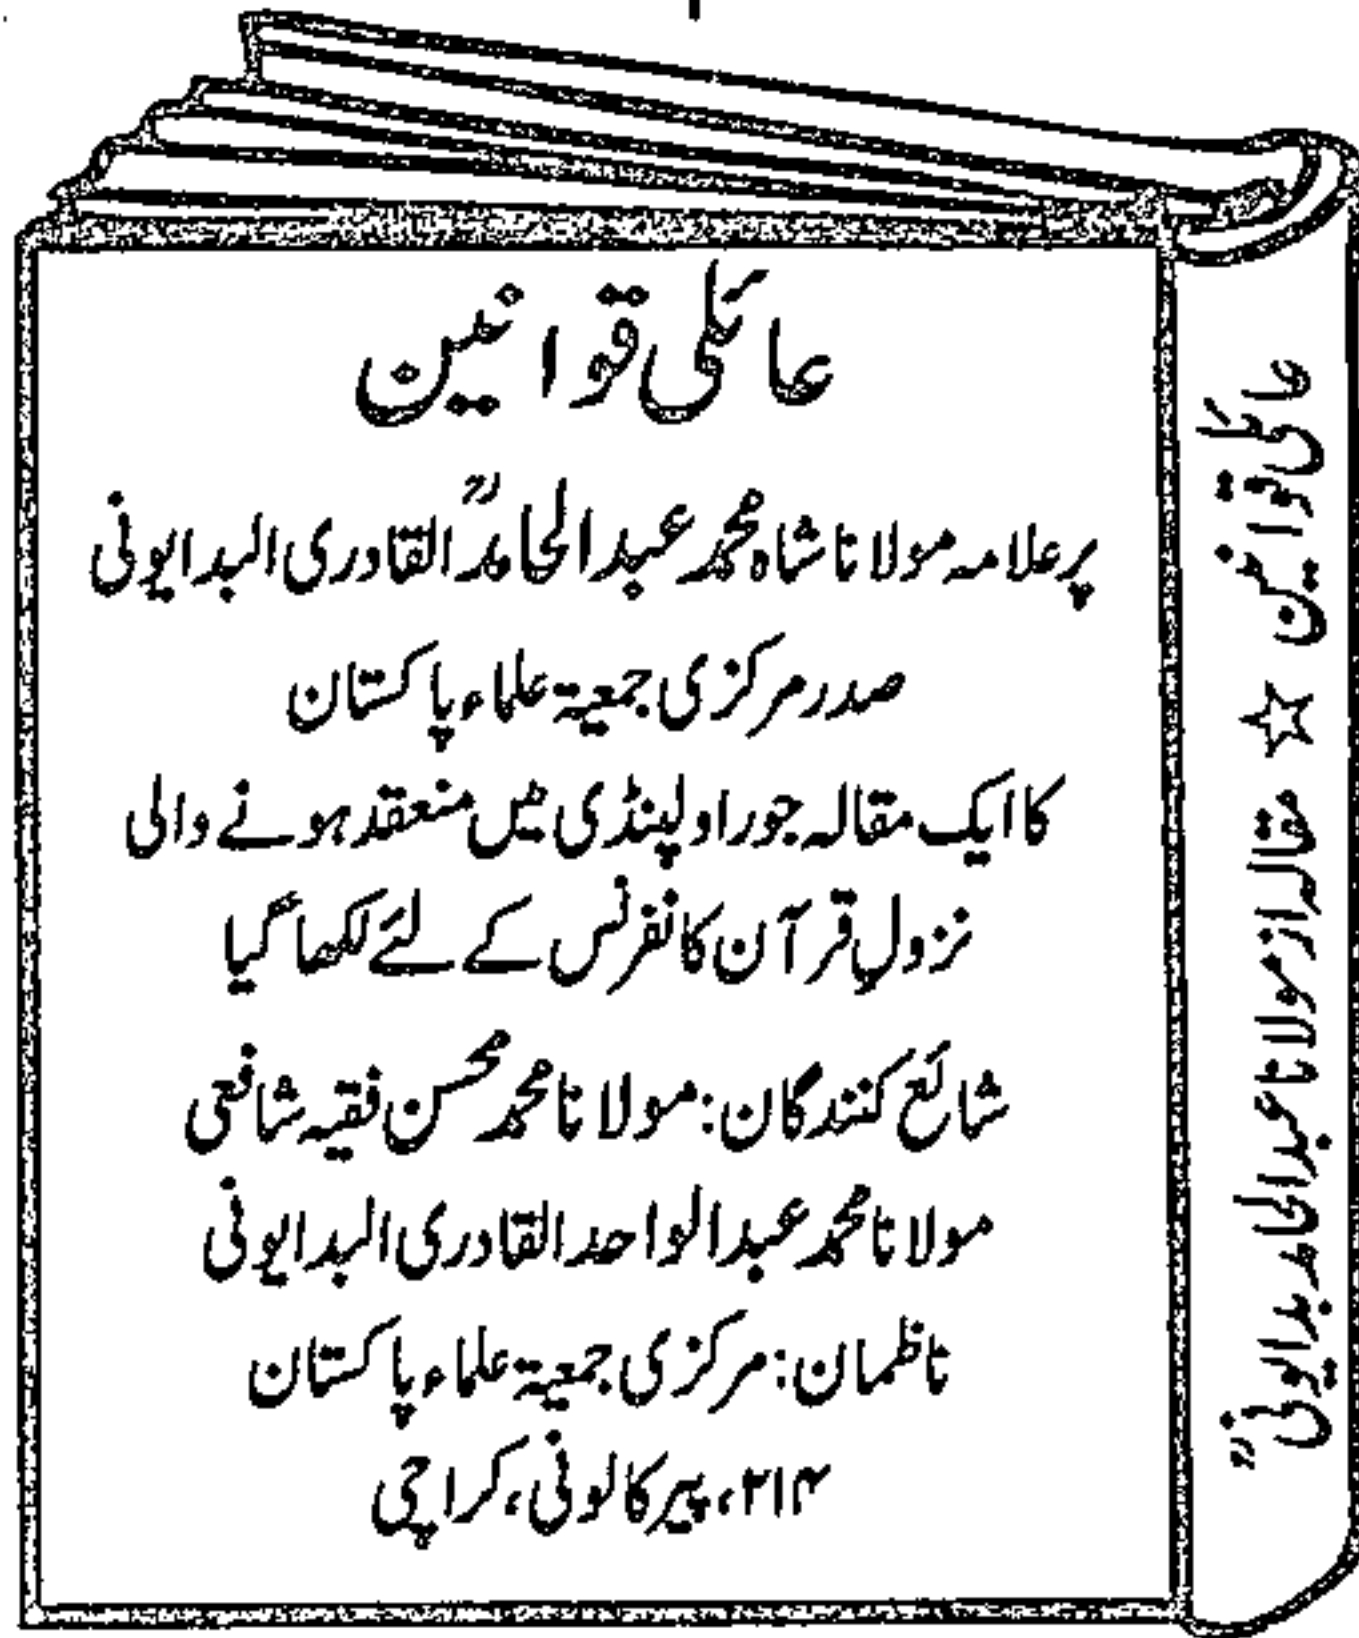 عائلی قوانین
پر علامہ مولانا شاہ محمد عبدالحامدؒ القادری البدایونی
صدر مرکزی جمعیۃ علماء پاکستان
کا ایک مقالہ جو راولپنڈی میں منعقد ہونے والی
نزولِ قرآن کانفرنس کے لئے لکھا گیا
شائع کنندگان: مولانا محمد محسن فقیہ شافعی
مولانا محمد عبدالواحد القادری البدایونی
ناظمان: مرکزی جمعیۃ علماء پاکستان
۲۱۴، پیر کالونی، کراچی
عائلی قوانین ☆ مقالہ از مولانا عبدالحامد بدایونیؒ